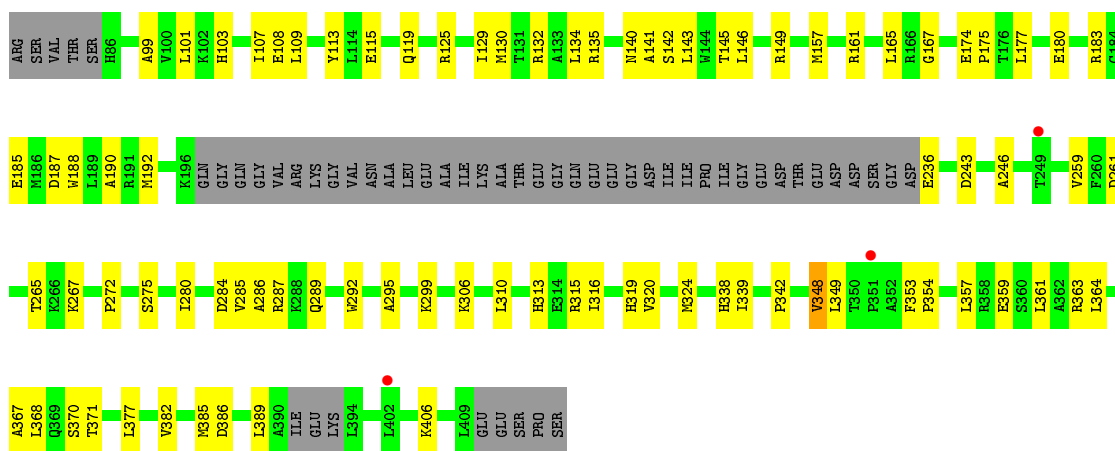 ARG SER VAL THR SER H86 A99 V100 L101 K102 H103 I107 E108 L109 Y113 L114 E115 Q119 R125 I129 M130 T131 R132 A133 L134 R135 N140 A141 S142 L143 W144 T145 L146 R149 M157 R161 L165 R166 G167 E174 P175 T176 L177 E180 R183 G184
E185 M186 D187 W188 L189 A190 R191 M192 K196 GLN GLY GLN GLY VAL ARG LYS GLY VAL ASN ALA LEU GLU ALA ILE LYS ALA THR GLU GLY GLN GLU GLU GLY ASP ILE ILE PRO ILE GLY GLU ASP THR GLU ASP ASP SER GLY ASP E236 D243 A246 T249 V259 F260 D261
T265 K266 K267 P272 S275 I280 D284 V285 A286 R287 K288 Q289 W292 A295 K299 K306 L310 H313 E314 R315 I316 H319 V320 M324 H338 I339 P342 V348 L349 T350 P351 A352 F353 P354 L357 R358 E359 S360 L361 A362 R363 L364
A367 L368 Q369 S370 T371 L377 V382 M385 D386 L389 A390 ILE GLU LYS L394 L402 K406 L409 GLU GLU SER PRO SER